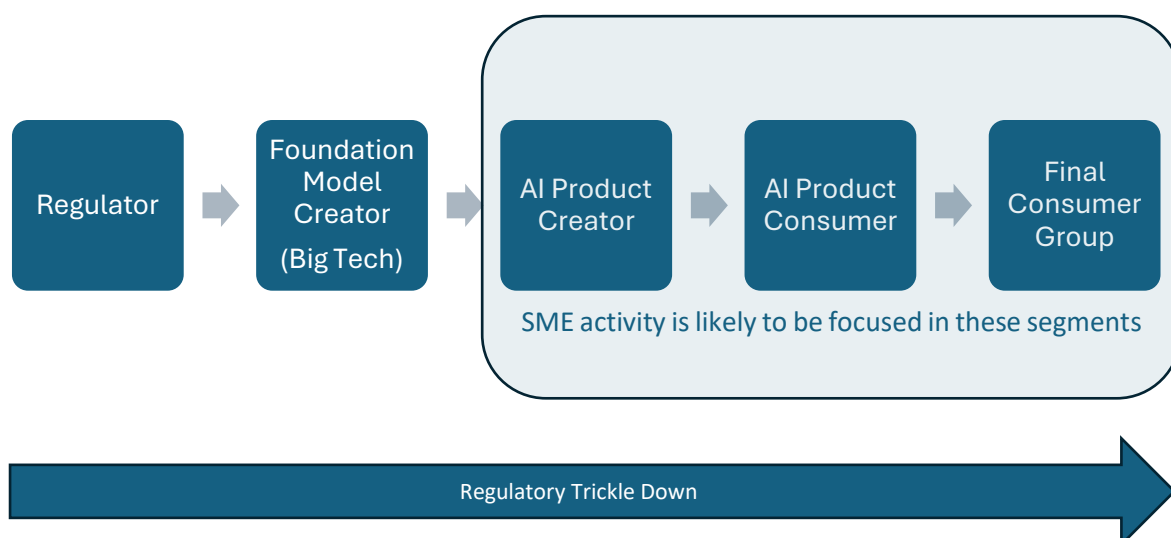 Regulator
Foundation
Model
Creator
(Big Tech)
AI Product
Creator
AI Product
Consumer
Final
Consumer
Group
SME activity is likely to be focused in these segments
Regulatory Trickle Down